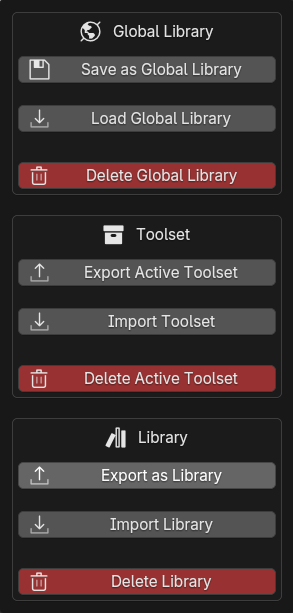 Global Library
Save as Global Library
Load Global Library
Delete Global Library
Toolset
Export Active Toolset
Import Toolset
Delete Active Toolset
Library
Export as Library
Import Library
Delete Library